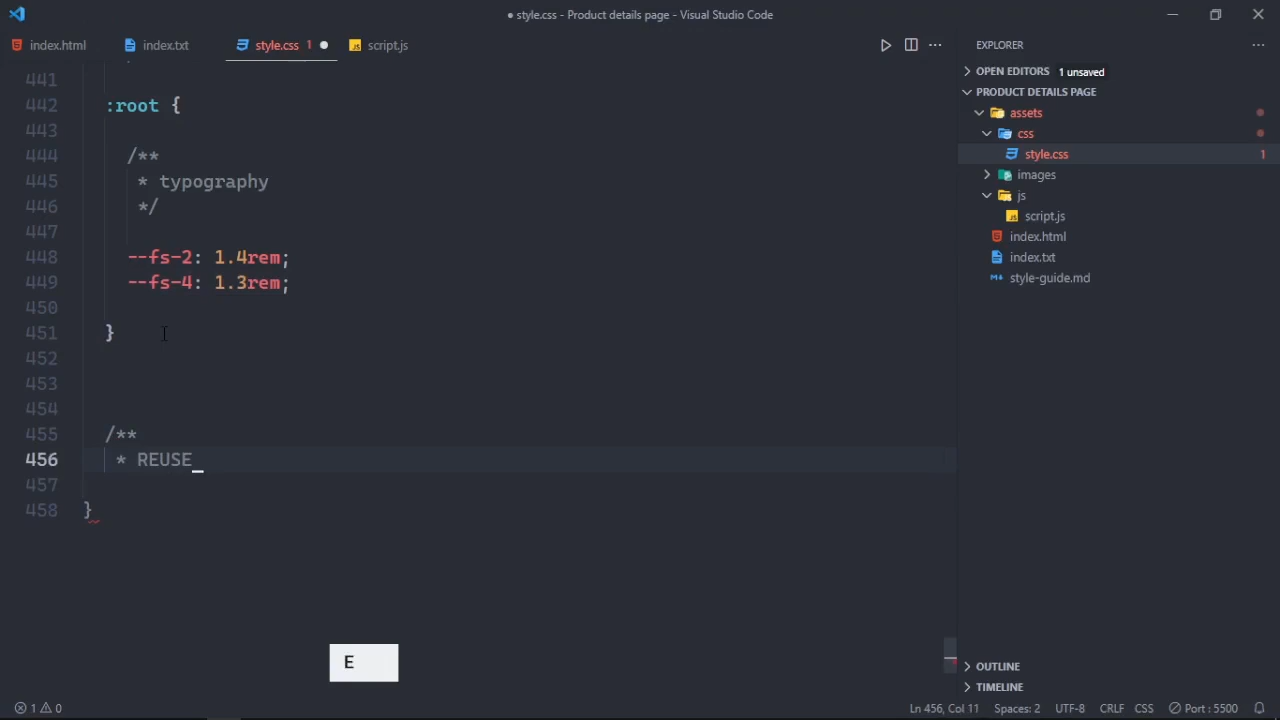 style.css - Product details page - Visual Studio Code
index.html
index.txt
style.css 1
script.js
441
442 :root {
443
444 /**
445 * typography
446 */
447
448 --fs-2: 1.4rem;
449 --fs-4: 1.3rem;
450
451 }
452
453
454
455 /**
456 * REUSE
457
458 }
E
EXPLORER
OPEN EDITORS 1 unsaved
PRODUCT DETAILS PAGE
assets
css
style.css 1
images
js
script.js
index.html
index.txt
style-guide.md
OUTLINE
TIMELINE
1 0 Ln 456, Col 11 Spaces: 2 UTF-8 CRLF CSS Port : 5500